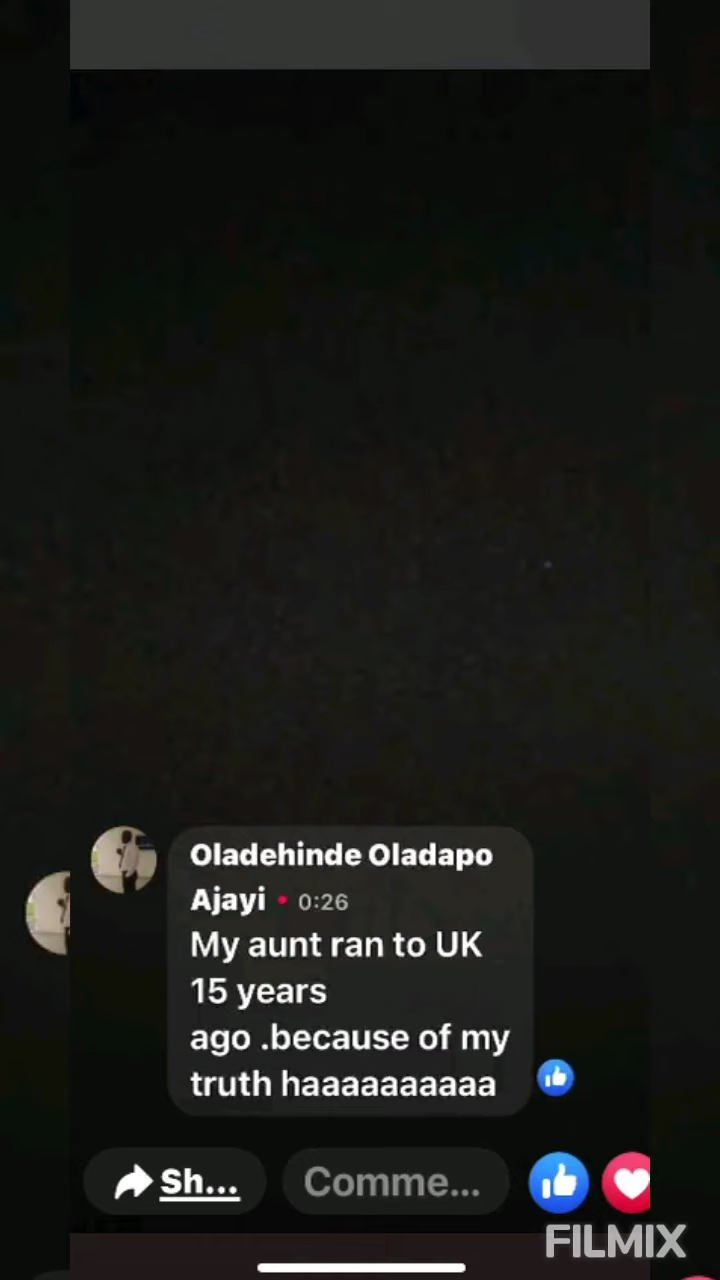 Oladehinde Oladapo
Ajayi • 0:26
My aunt ran to UK
15 years
ago .because of my
truth haaaaaaaaaa
Sh...
Comme...
FILMIX